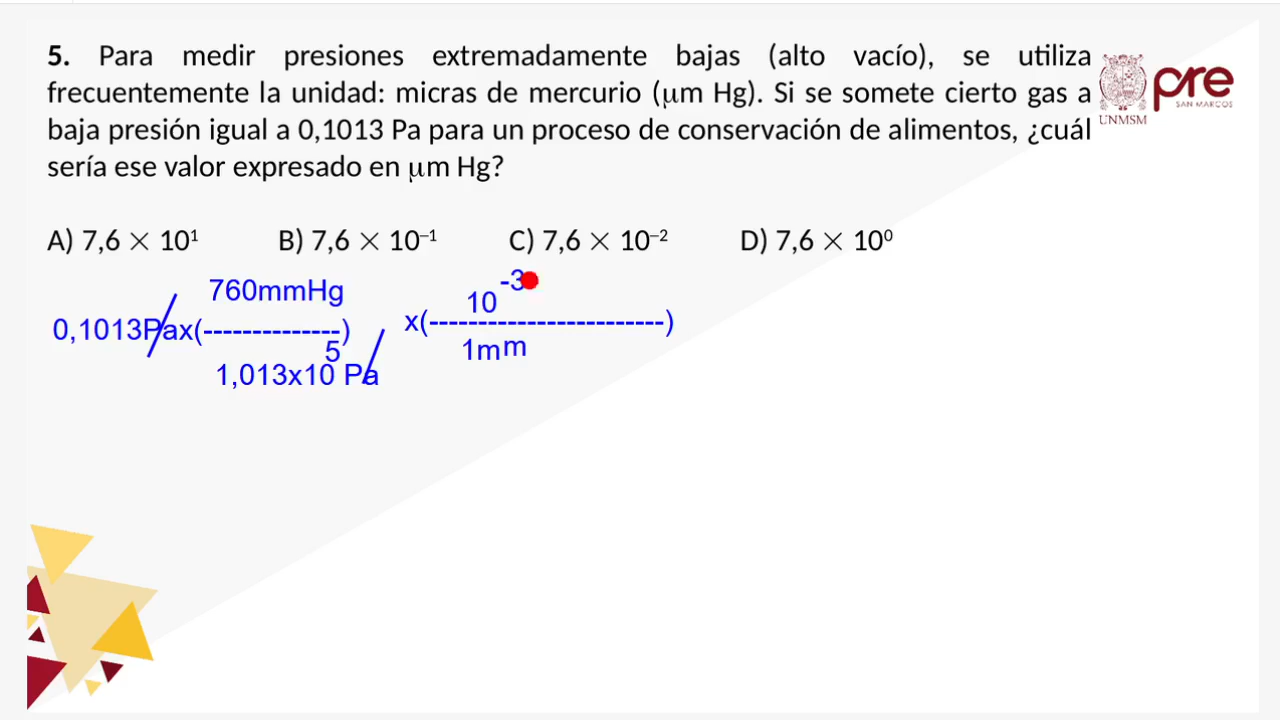 5. Para medir presiones extremadamente bajas (alto vacío), se utiliza
frecuentemente la unidad: micras de mercurio (μm Hg). Si se somete cierto gas a
baja presión igual a 0,1013 Pa para un proceso de conservación de alimentos, ¿cuál
sería ese valor expresado en μm Hg?
UNMSM
pre
SAN MARCOS
A) 7,6 × 10¹ B) 7,6 × 10⁻¹ C) 7,6 × 10⁻² D) 7,6 × 10⁰
760mmHg
0,1013Pax(--------------)
5
1,013x10 Pa
-3
10
x(------------------------)
1mm